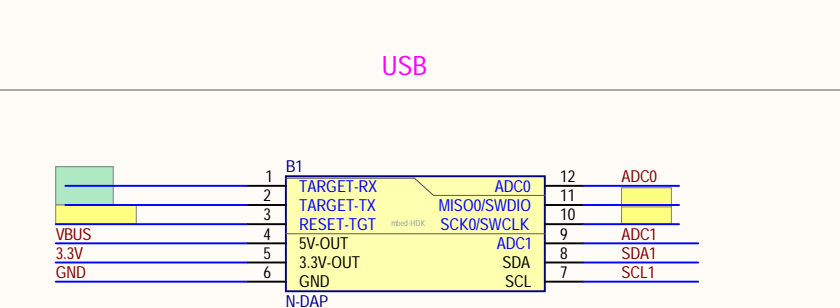 USB
B1
1 TARGET-RX ADC0 12 ADC0
2 TARGET-TX MISO0/SWDIO 11
3 RESET-TGT mbed-HDK SCK0/SWCLK 10
VBUS 4 5V-OUT ADC1 9 ADC1
3.3V 5 3.3V-OUT SDA 8 SDA1
GND 6 GND SCL 7 SCL1
N-DAP